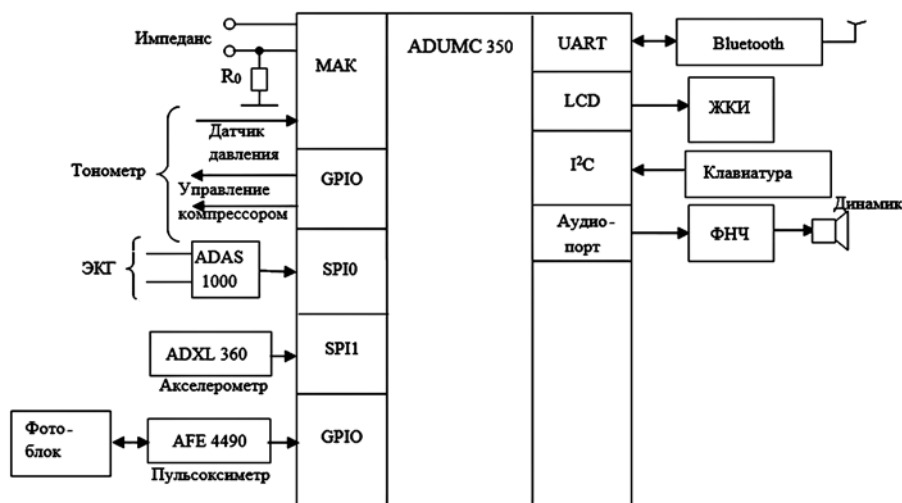 Импеданс
R0
МАК
ADUMC 350
UART
Bluetooth
LCD
ЖКИ
Датчик
давления
Тонометр
GPIO
Управление
компрессором
I²C
Клавиатура
Аудио-
порт
ФНЧ
Динамик
ЭКГ
ADAS
1000
SPI0
ADXL 360
SPI1
Акселерометр
Фото-
блок
AFE 4490
GPIO
Пульсоксиметр